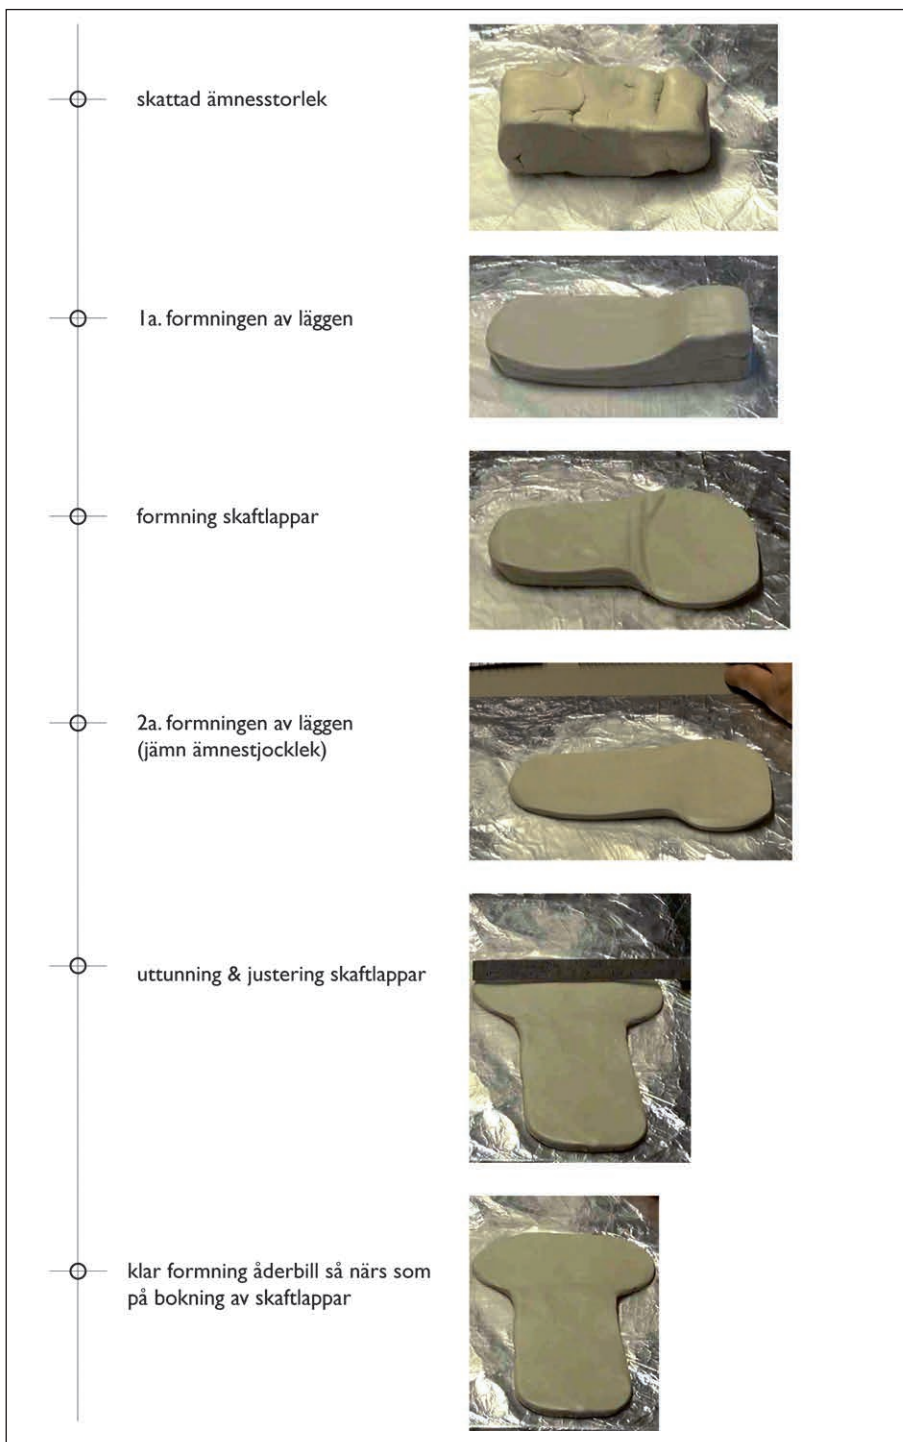 skattad ämnesstorlek
1a. formningen av läggen
formning skaftlappar
2a. formningen av läggen
(jämn ämnestjocklek)
uttunning & justering skaftlappar
klar formning åderbill så närs som
på bokning av skaftlappar